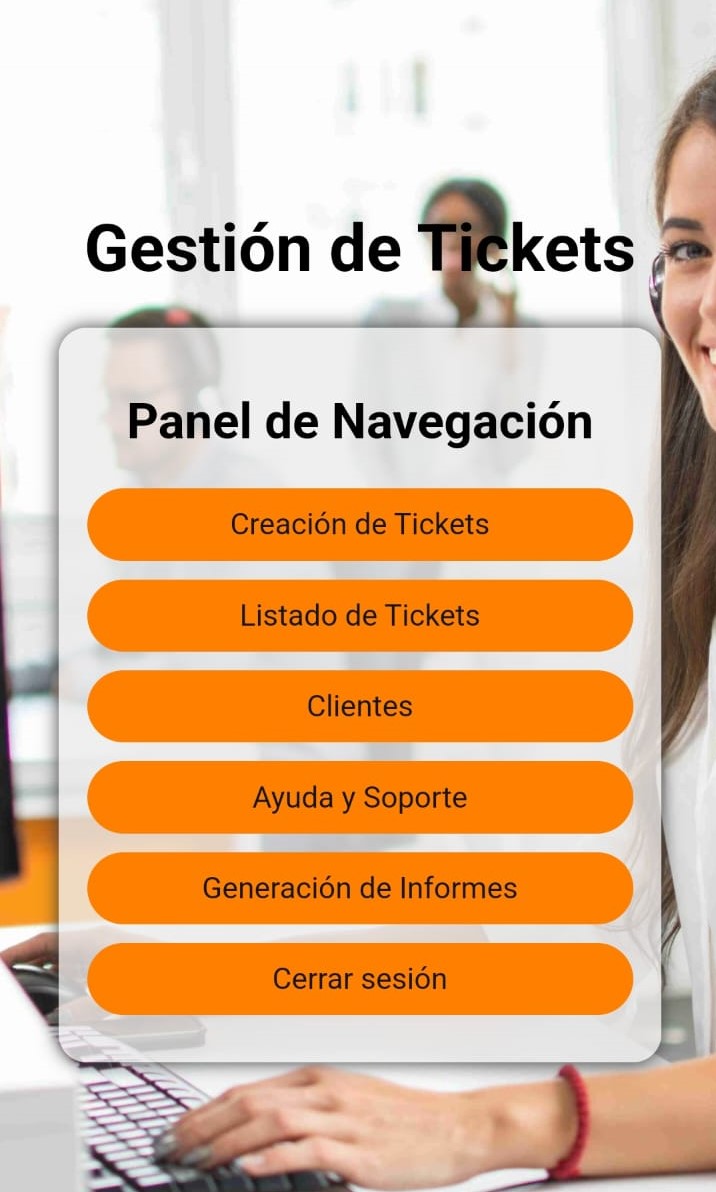 Gestión de Tickets
Panel de Navegación
Creación de Tickets
Listado de Tickets
Clientes
Ayuda y Soporte
Generación de Informes
Cerrar sesión